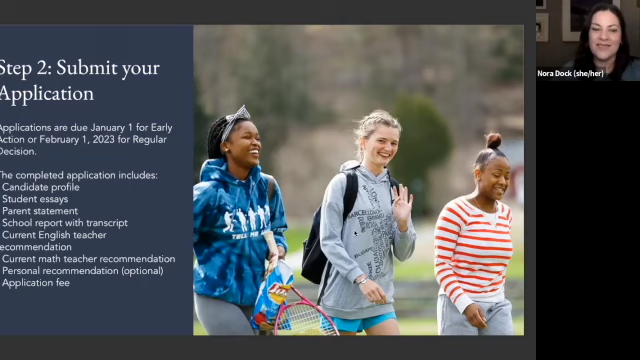 Step 2: Submit your
Application
Applications are due January 1 for Early
Action or February 1, 2023 for Regular
Decision.
The completed application includes:
Candidate profile
Student essays
Parent statement
School report with transcript
Current English teacher
recommendation
Current math teacher recommendation
Personal recommendation (optional)
Application fee
Nora Dock (she/her)